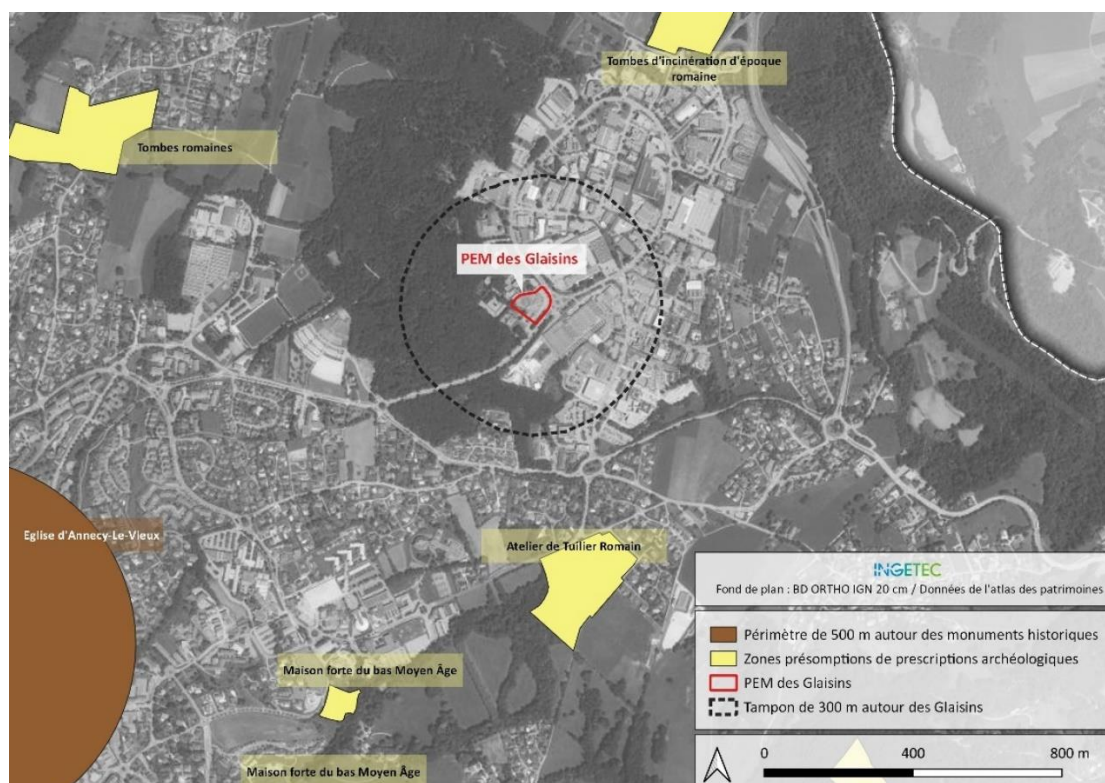 Tombes d'incinération d'époque
romaine
Tombes romaines
PEM des Glaisins
Eglise d'Annecy-Le-Vieux
Atelier de Tuilier Romain
Maison forte du bas Moyen Âge
Maison forte du bas Moyen Âge
INGETEC
Fond de plan : BD ORTHO IGN 20 cm / Données de l'atlas des patrimoines
Périmètre de 500 m autour des monuments historiques
Zones présomptions de prescriptions archéologiques
PEM des Glaisins
Tampon de 300 m autour des Glaisins
0 400 800 m